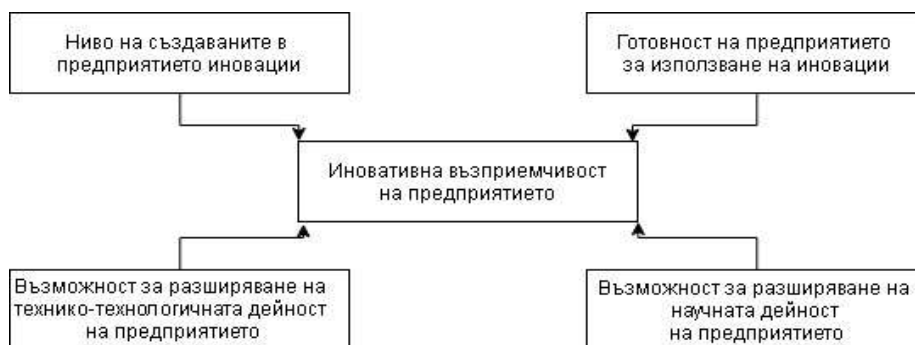 Ниво на създаваните в
предприятието иновации
Готовност на предприятието
за използване на иновации
Иновативна възприемчивост
на предприятието
Възможност за разширяване на
технико-технологичната дейност
на предприятието
Възможност за разширяване на
научната дейност
на предприятието